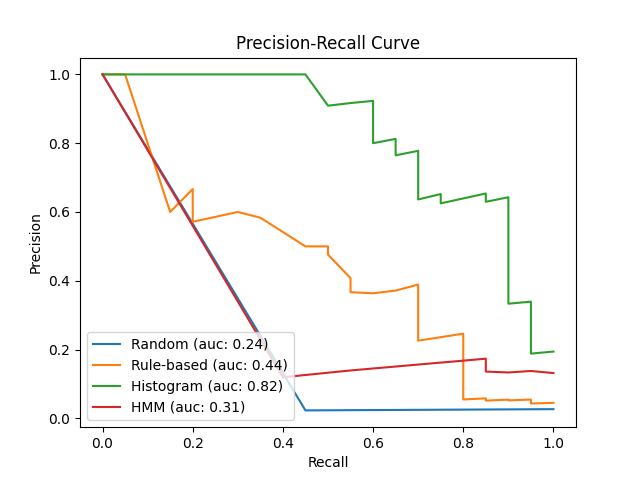 Precision-Recall Curve
Precision
1.0
0.8
0.6
0.4
0.2
0.0
Random (auc: 0.24)
Rule-based (auc: 0.44)
Histogram (auc: 0.82)
HMM (auc: 0.31)
0.0 0.2 0.4 0.6 0.8 1.0
Recall